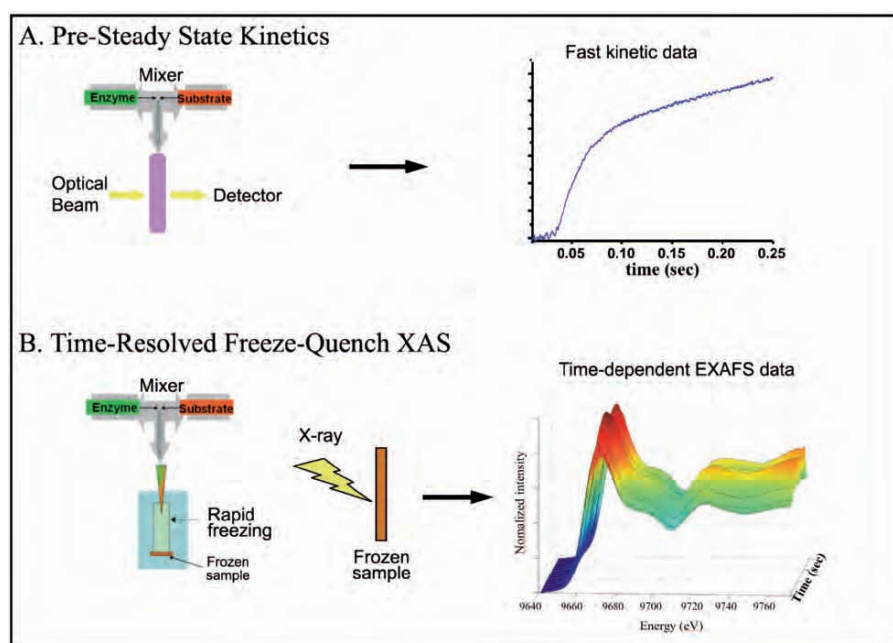 A. Pre-Steady State Kinetics
Mixer
Enzyme
Substrate
Optical
Beam
Detector
Fast kinetic data
0.05 0.10 0.15 0.20 0.25
time (sec)
B. Time-Resolved Freeze-Quench XAS
Mixer
Enzyme
Substrate
Rapid
freezing
Frozen
sample
X-ray
Frozen
sample
Time-dependent EXAFS data
Nomalized intensity
9640 9660 9680 9700 9720 9740 9760
Energy (eV)
Time (sec)